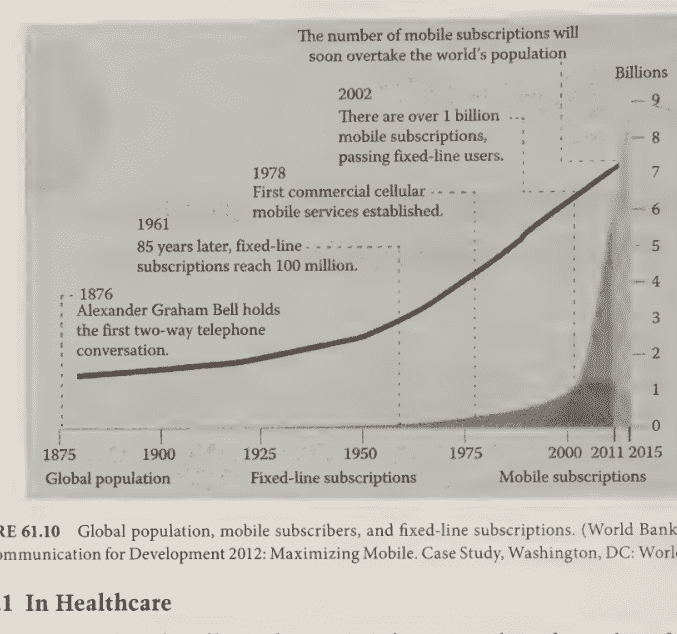 The number of mobile subscriptions will
soon overtake the world's population
Billions
2002
There are over 1 billion
mobile subscriptions,
passing fixed-line users.
1978
First commercial cellular
mobile services established.
1961
85 years later, fixed-line
subscriptions reach 100 million.
1876
Alexander Graham Bell holds
the first two-way telephone
conversation.
9
8
7
6
5
4
3
2
1
0
1875 1900 1925 1950 1975 2000 2011 2015
Global population Fixed-line subscriptions Mobile subscriptions
RE 61.10 Global population, mobile subscribers, and fixed-line subscriptions. (World Bank
ommunication for Development 2012: Maximizing Mobile. Case Study, Washington, DC: Worl
.1 In Healthcare